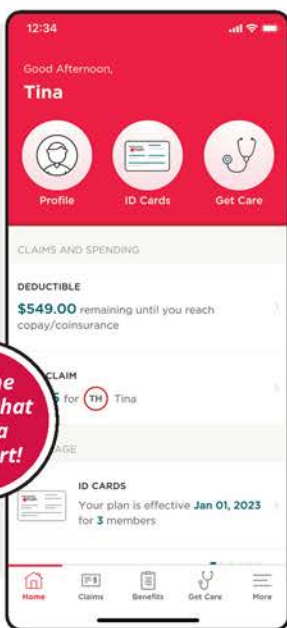 12:34
Good Afternoon,
Tina
Profile
ID Cards
Get Care
CLAIMS AND SPENDING
DEDUCTIBLE
$549.00 remaining until you reach
copay/coinsurance
CLAIM
for TH Tina
ID CARDS
Your plan is effective Jan 01, 2023
for 3 members
Home
Claims
Benefits
Get Care
More